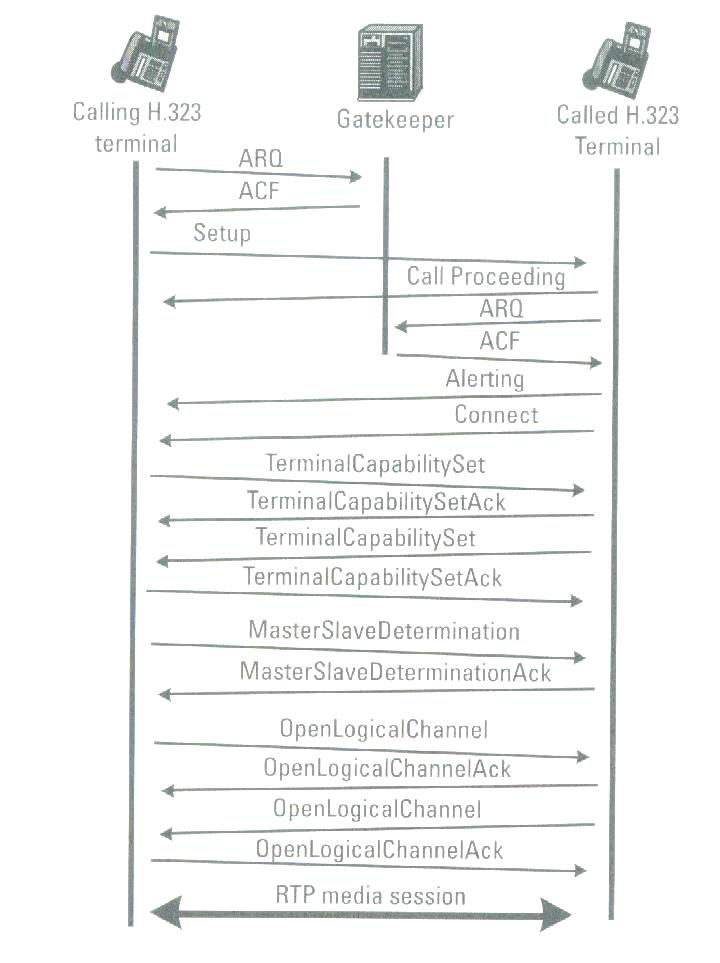 Calling H.323
terminal
Gatekeeper
Called H.323
Terminal
ARQ
ACF
Setup
Call Proceeding
ARQ
ACF
Alerting
Connect
TerminalCapabilitySet
TerminalCapabilitySetAck
TerminalCapabilitySet
TerminalCapabilitySetAck
MasterSlaveDetermination
MasterSlaveDeterminationAck
OpenLogicalChannel
OpenLogicalChannelAck
OpenLogicalChannel
OpenLogicalChannelAck
RTP media session